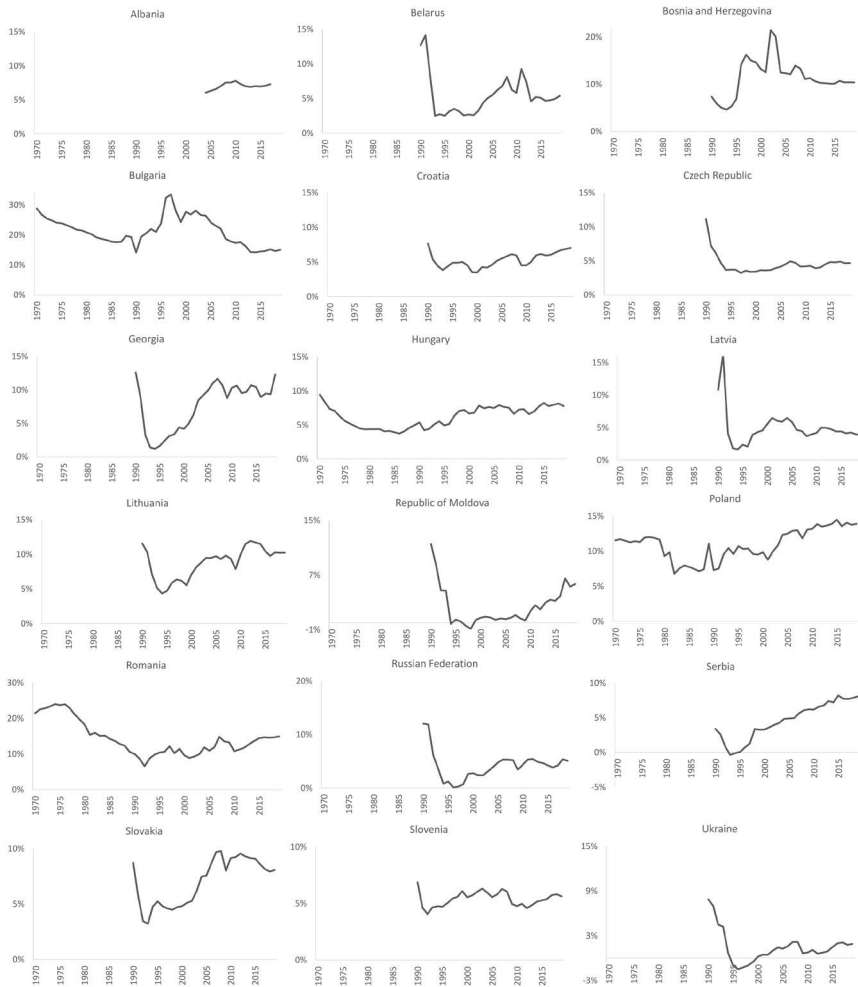 Albania
15%
10%
5%
0%
1970 1975 1980 1985 1990 1995 2000 2005 2010 2015
Belarus
15%
10%
5%
0%
1970 1975 1980 1985 1990 1995 2000 2005 2010 2015
Bosnia and Herzegovina
20%
10%
0%
1970 1975 1980 1985 1990 1995 2000 2005 2010 2015
Bulgaria
30%
20%
10%
0%
1970 1975 1980 1985 1990 1995 2000 2005 2010 2015
Croatia
15%
10%
5%
0%
1970 1975 1980 1985 1990 1995 2000 2005 2010 2015
Czech Republic
15%
10%
5%
0%
1970 1975 1980 1985 1990 1995 2000 2005 2010 2015
Georgia
15%
10%
5%
0%
1970 1975 1980 1985 1990 1995 2000 2005 2010 2015
Hungary
15%
10%
5%
0%
1970 1975 1980 1985 1990 1995 2000 2005 2010 2015
Latvia
15%
10%
5%
0%
1970 1975 1980 1985 1990 1995 2000 2005 2010 2015
Lithuania
15%
10%
5%
0%
1970 1975 1980 1985 1990 1995 2000 2005 2010 2015
Republic of Moldova
15%
7%
-1%
1970 1975 1980 1985 1990 1995 2000 2005 2010 2015
Poland
15%
10%
5%
0%
1970 1975 1980 1985 1990 1995 2000 2005 2010 2015
Romania
30%
20%
10%
0%
1970 1975 1980 1985 1990 1995 2000 2005 2010 2015
Russian Federation
20%
10%
0%
1970 1975 1980 1985 1990 1995 2000 2005 2010 2015
Serbia
10%
5%
0%
-5%
1970 1975 1980 1985 1990 1995 2000 2005 2010 2015
Slovakia
10%
5%
0%
1970 1975 1980 1985 1990 1995 2000 2005 2010 2015
Slovenia
10%
5%
0%
1970 1975 1980 1985 1990 1995 2000 2005 2010 2015
Ukraine
15%
9%
3%
-3%
1970 1975 1980 1985 1990 1995 2000 2005 2010 2015